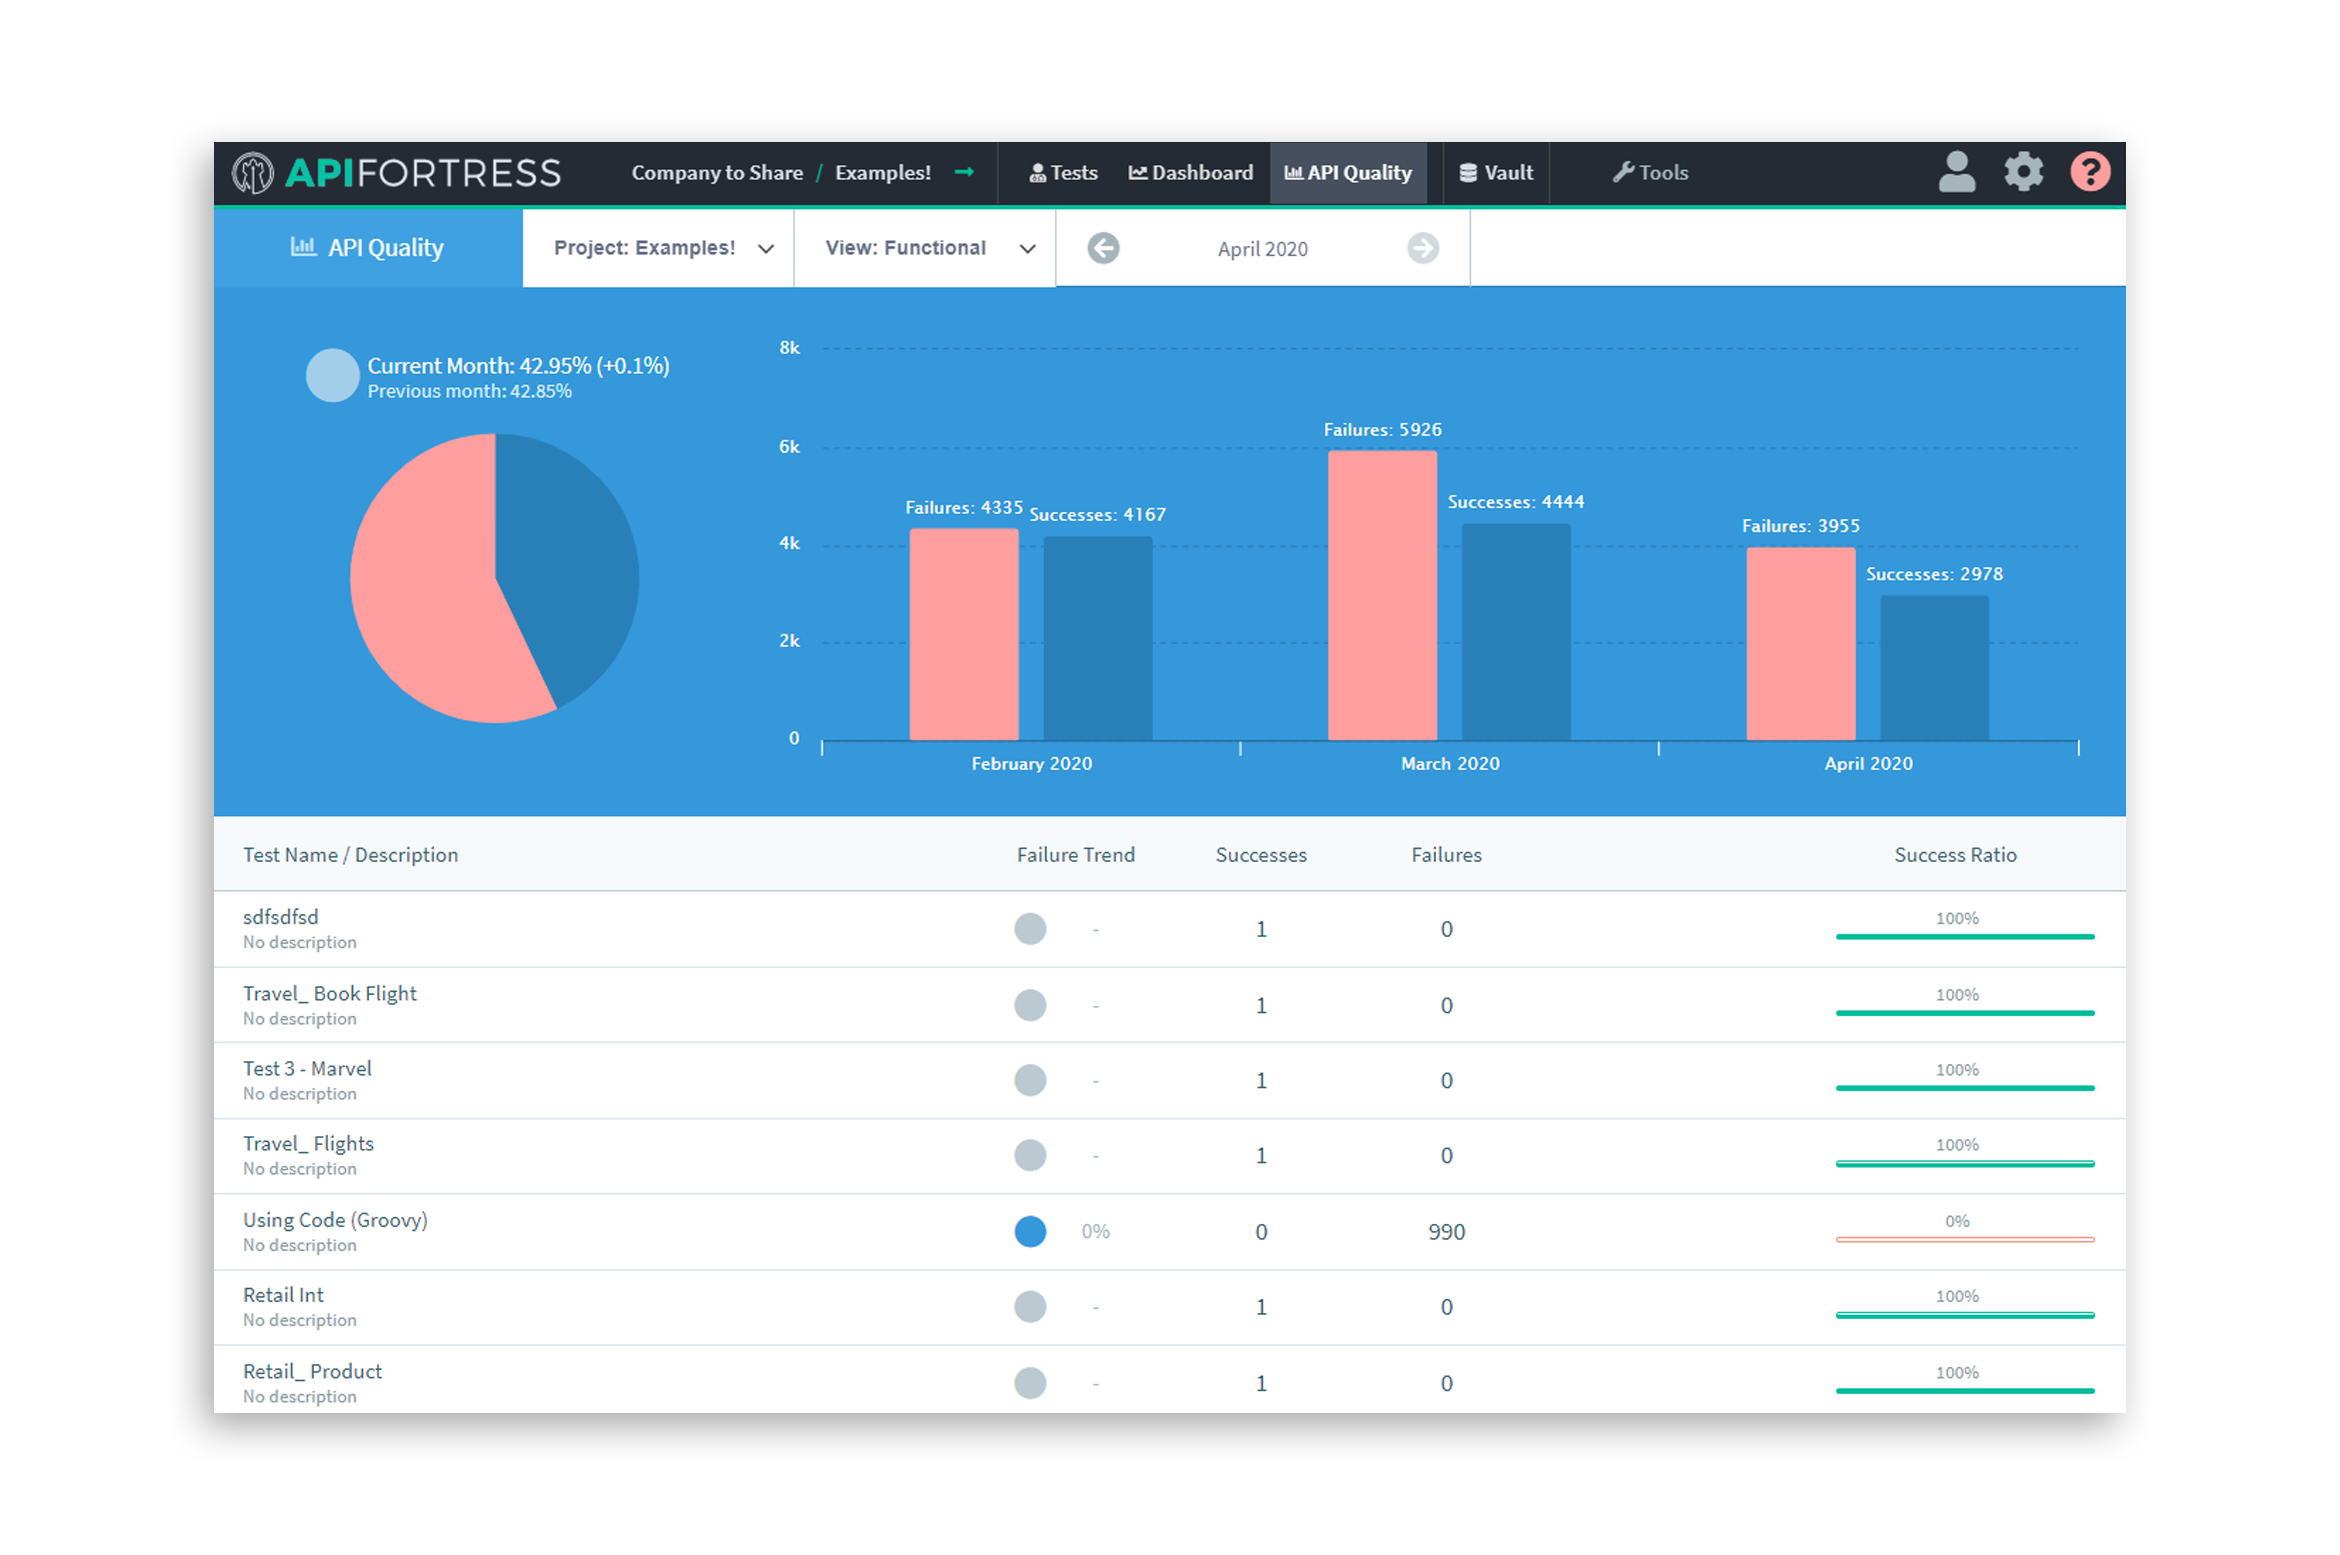 APIFORTRESS Company to Share / Examples! → Tests Dashboard API Quality Vault Tools ?
API Quality Project: Examples! View: Functional April 2020
Current Month: 42.95% (+0.1%)
Previous month: 42.85%
8k
6k
4k
2k
0
Failures: 4335
Successes: 4167
Failures: 5926
Successes: 4444
Failures: 3955
Successes: 2978
February 2020 March 2020 April 2020
Test Name / Description Failure Trend Successes Failures Success Ratio
sdfsdfsd
No description
- 1 0 100%
Travel_ Book Flight
No description
- 1 0 100%
Test 3 - Marvel
No description
- 1 0 100%
Travel_ Flights
No description
- 1 0 100%
Using Code (Groovy)
No description
0% 0 990 0%
Retail Int
No description
- 1 0 100%
Retail_ Product
No description
- 1 0 100%